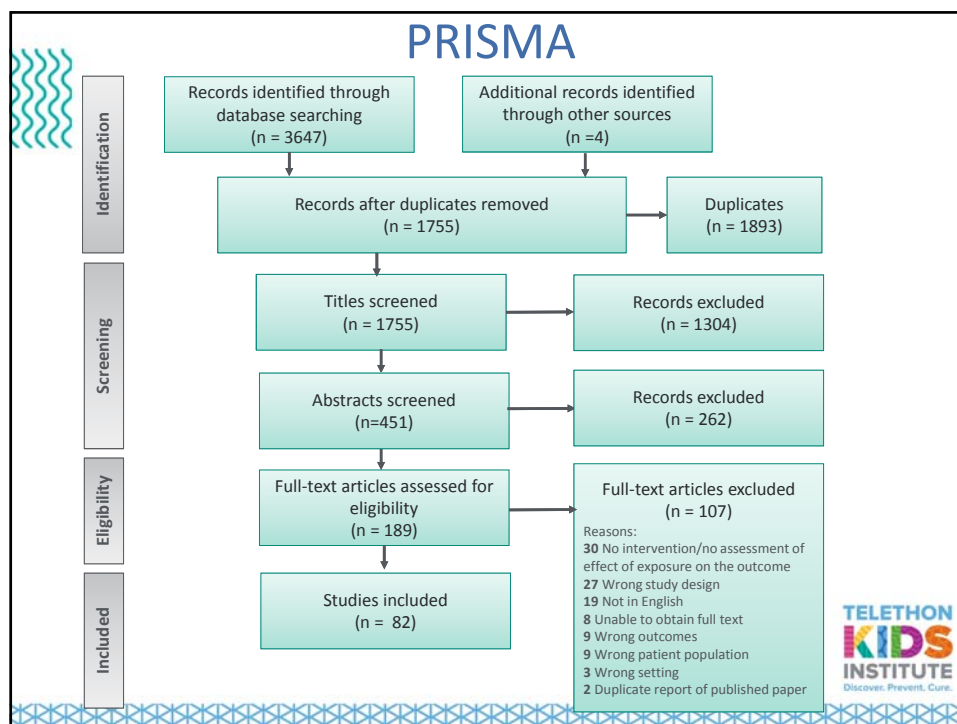 PRISMA
Identification
Records identified through
database searching
(n = 3647)
Additional records identified
through other sources
(n =4)
Records after duplicates removed
(n = 1755)
Duplicates
(n = 1893)
Screening
Titles screened
(n = 1755)
Records excluded
(n = 1304)
Abstracts screened
(n=451)
Records excluded
(n = 262)
Eligibility
Full-text articles assessed for
eligibility
(n = 189)
Full-text articles excluded
(n = 107)
Reasons:
30 No intervention/no assessment of
effect of exposure on the outcome
27 Wrong study design
19 Not in English
8 Unable to obtain full text
9 Wrong outcomes
9 Wrong patient population
3 Wrong setting
2 Duplicate report of published paper
Included
Studies included
(n = 82)
TELETHON
KIDS
INSTITUTE
Discover. Prevent. Cure.